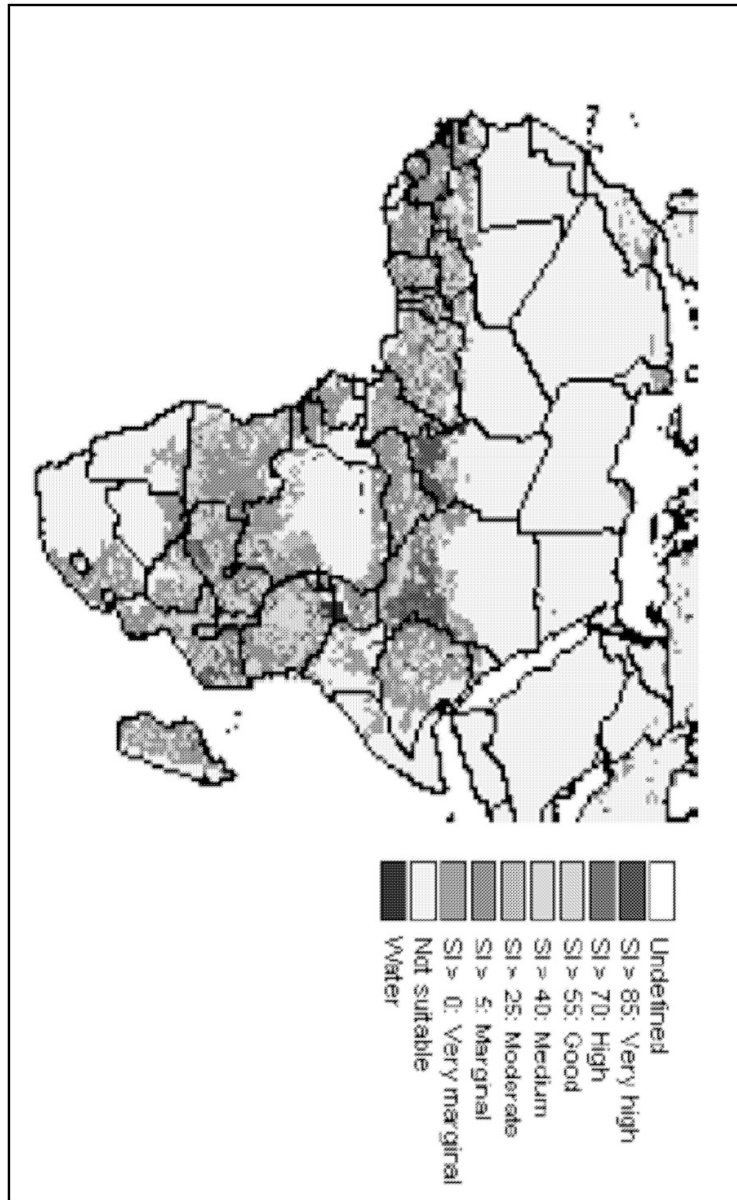 Undefined
SI > 85: Very high
SI > 70: High
SI > 55: Good
SI > 40: Medium
SI > 25: Moderate
SI > 5: Marginal
SI > 0: Very marginal
Not suitable
Water